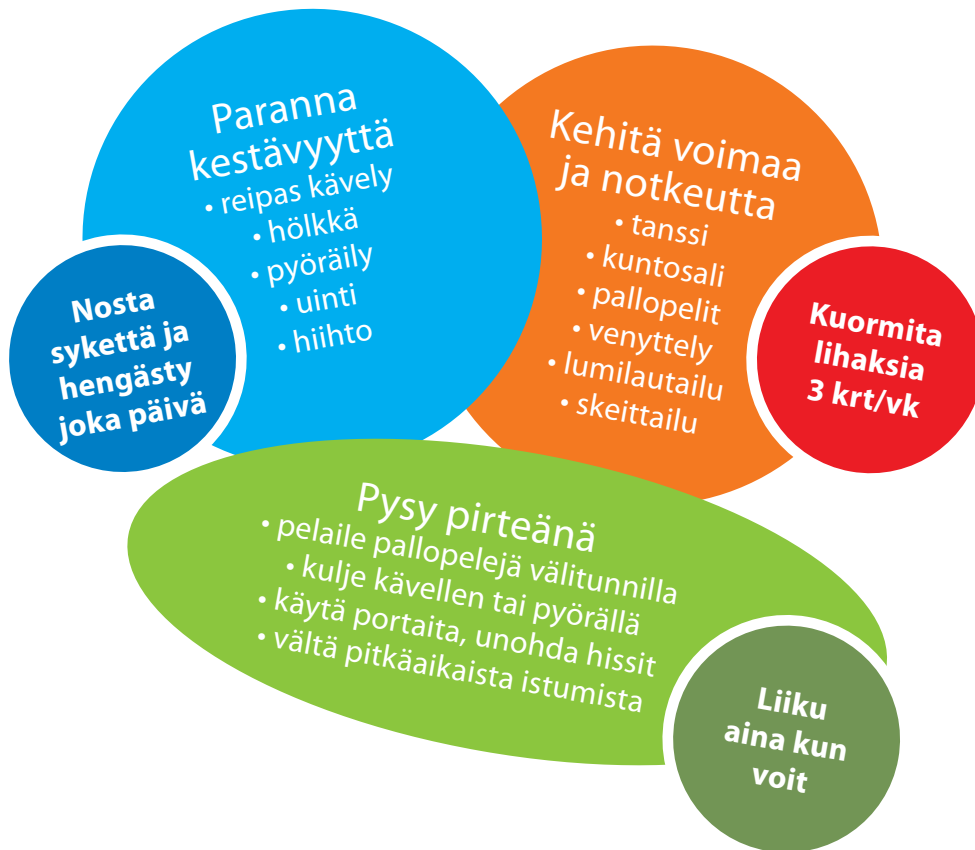 Paranna
kestävyyttä
• reipas kävely
• hölkkä
• pyöräily
• uinti
• hiihto
Nosta
sykettä ja
hengästy
joka päivä
Kehitä voimaa
ja notkeutta
• tanssi
• kuntosali
• pallopelit
• venyttely
• lumilautailu
• skeittailu
Kuormita
lihaksia
3 krt/vk
Pysy pirteänä
• pelaile pallopelejä välitunnilla
• kulje kävellen tai pyörällä
• käytä portaita, unohda hissit
• vältä pitkäaikaista istumista
Liiku
aina kun
voit